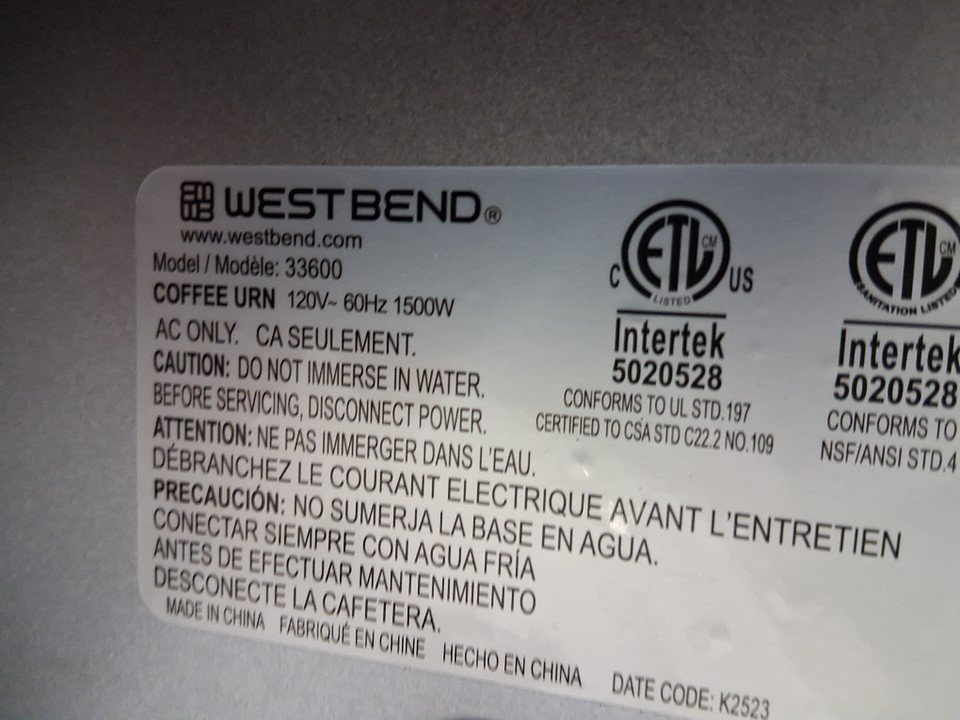 WEST BEND®
www.westbend.com
Model / Modèle: 33600
COFFEE URN 120V~ 60Hz 1500W
AC ONLY. CA SEULEMENT.
CAUTION: DO NOT IMMERSE IN WATER.
BEFORE SERVICING, DISCONNECT POWER.
ATTENTION: NE PAS IMMERGER DANS L'EAU.
DÉBRANCHEZ LE COURANT ELECTRIQUE AVANT L'ENTRETIEN
PRECAUCIÓN: NO SUMERJA LA BASE EN AGUA.
CONECTAR SIEMPRE CON AGUA FRÍA
ANTES DE EFECTUAR MANTENIMIENTO
DESCONECTE LA CAFETERA.
MADE IN CHINA FABRIQUÉ EN CHINE HECHO EN CHINA DATE CODE: K2523
ETL CM
C US
LISTED
Intertek
5020528
CONFORMS TO UL STD.197
CERTIFIED TO CSA STD C22.2 NO.109
ETL CM
SANITATION LISTED
Intertek
5020528
CONFORMS TO
NSF/ANSI STD.4